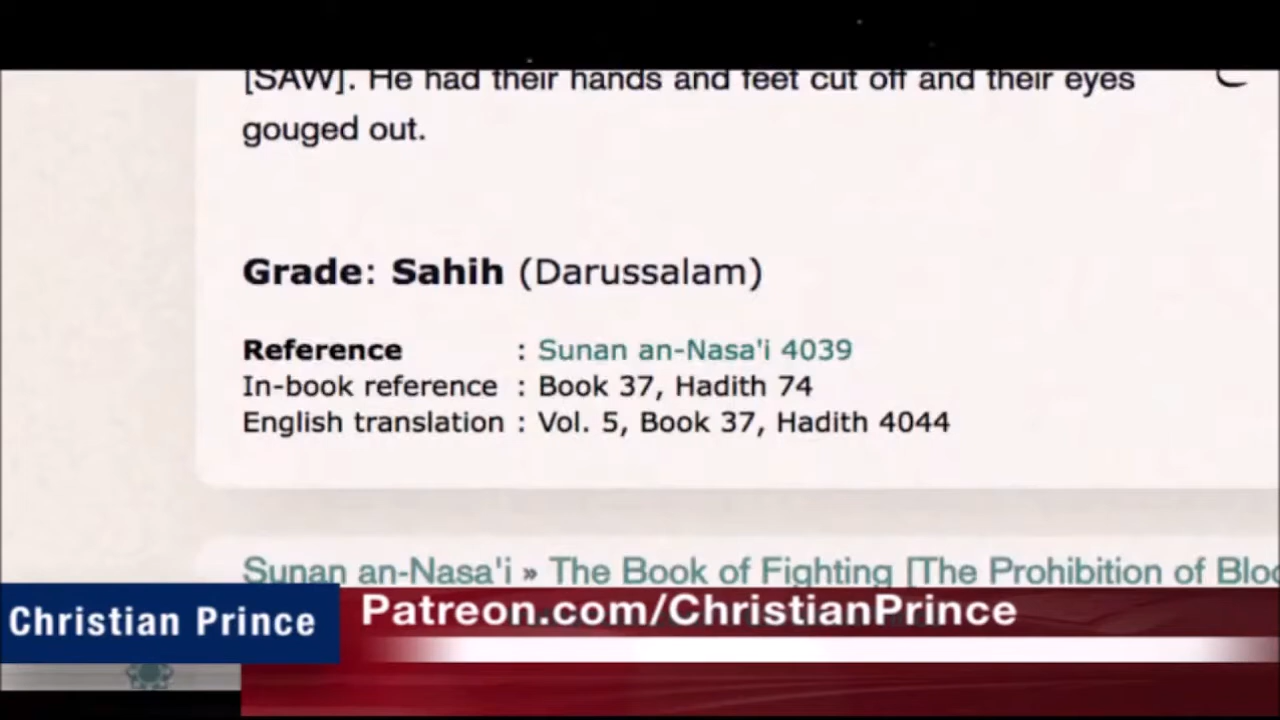 [SAW]. He had their hands and feet cut off and their eyes
gouged out.
Grade: Sahih (Darussalam)
Reference : Sunan an-Nasa'i 4039
In-book reference : Book 37, Hadith 74
English translation : Vol. 5, Book 37, Hadith 4044
Sunan an-Nasa'i » The Book of Fighting [The Prohibition of
Christian Prince
Patreon.com/ChristianPrince